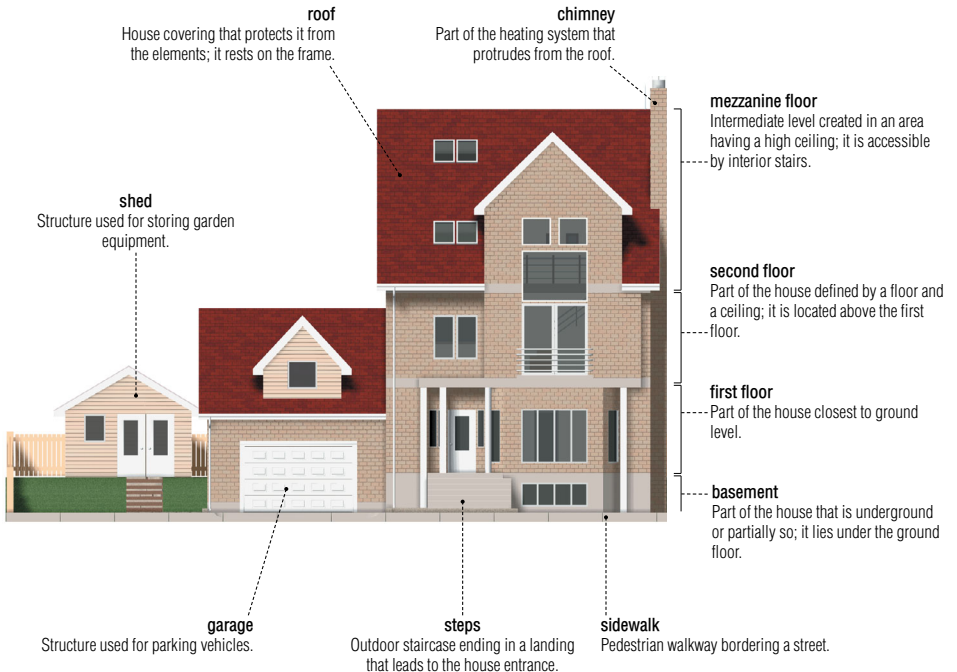 roof
House covering that protects it from
the elements; it rests on the frame.
chimney
Part of the heating system that
protrudes from the roof.
mezzanine floor
Intermediate level created in an area
having a high ceiling; it is accessible
by interior stairs.
shed
Structure used for storing garden
equipment.
second floor
Part of the house defined by a floor and
a ceiling; it is located above the first
floor.
first floor
Part of the house closest to ground
level.
basement
Part of the house that is underground
or partially so; it lies under the ground
floor.
garage
Structure used for parking vehicles.
steps
Outdoor staircase ending in a landing
that leads to the house entrance.
sidewalk
Pedestrian walkway bordering a street.